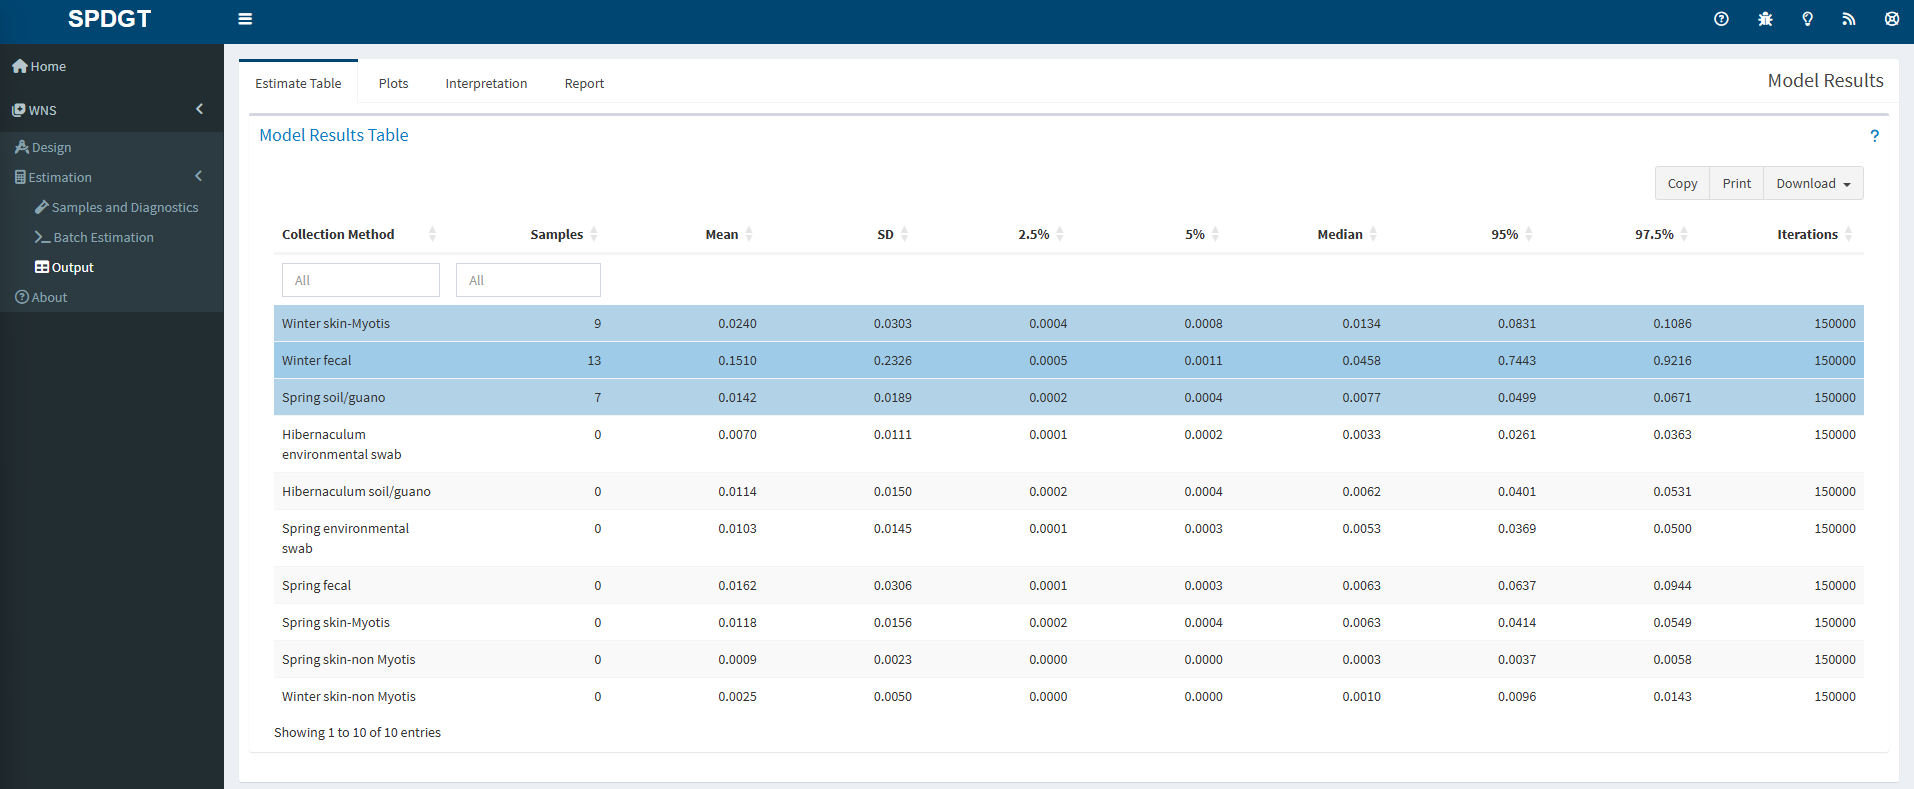 SPDGT
Home
WNS
Design
Estimation
Samples and Diagnostics
Batch Estimation
Output
About
Estimate Table Plots Interpretation Report Model Results
Model Results Table ?
Copy Print Download
Collection Method Samples Mean SD 2.5% 5% Median 95% 97.5% Iterations
All All
Winter skin-Myotis 9 0.0240 0.0303 0.0004 0.0008 0.0134 0.0831 0.1086 150000
Winter fecal 13 0.1510 0.2326 0.0005 0.0011 0.0458 0.7443 0.9216 150000
Spring soil/guano 7 0.0142 0.0189 0.0002 0.0004 0.0077 0.0499 0.0671 150000
Hibernaculum 0 0.0070 0.0111 0.0001 0.0002 0.0033 0.0261 0.0363 150000
environmental swab
Hibernaculum soil/guano 0 0.0114 0.0150 0.0002 0.0004 0.0062 0.0401 0.0531 150000
Spring environmental 0 0.0103 0.0145 0.0001 0.0003 0.0053 0.0369 0.0500 150000
swab
Spring fecal 0 0.0162 0.0306 0.0001 0.0003 0.0063 0.0637 0.0944 150000
Spring skin-Myotis 0 0.0118 0.0156 0.0002 0.0004 0.0063 0.0414 0.0549 150000
Spring skin-non Myotis 0 0.0009 0.0023 0.0000 0.0000 0.0003 0.0037 0.0058 150000
Winter skin-non Myotis 0 0.0025 0.0050 0.0000 0.0000 0.0010 0.0096 0.0143 150000
Showing 1 to 10 of 10 entries